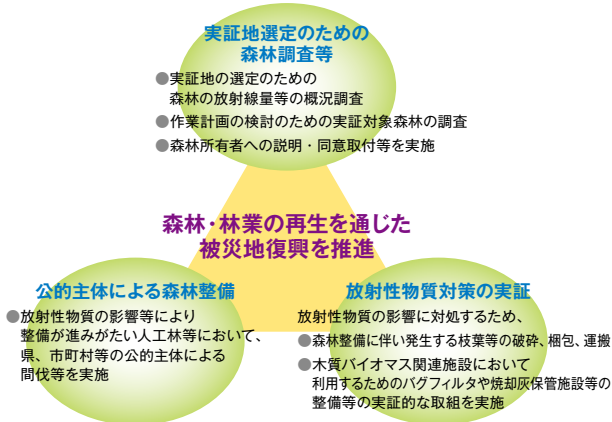 実証地選定のための
森林調査等
●実証地の選定のための
森林の放射線量等の概況調査
●作業計画の検討のための実証対象森林の調査
●森林所有者への説明・同意取付等を実施
森林・林業の再生を通じた
被災地復興を推進
公的主体による森林整備
●放射性物質の影響等により
整備が進みがたい人工林等において、
県、市町村等の公的主体による
間伐等を実施
放射性物質対策の実証
放射性物質の影響に対処するため、
●森林整備に伴い発生する枝葉等の破砕、梱包、運搬
●木質バイオマス関連施設において
利用するためのバグフィルタや焼却灰保管施設等の
整備等の実証的な取組を実施